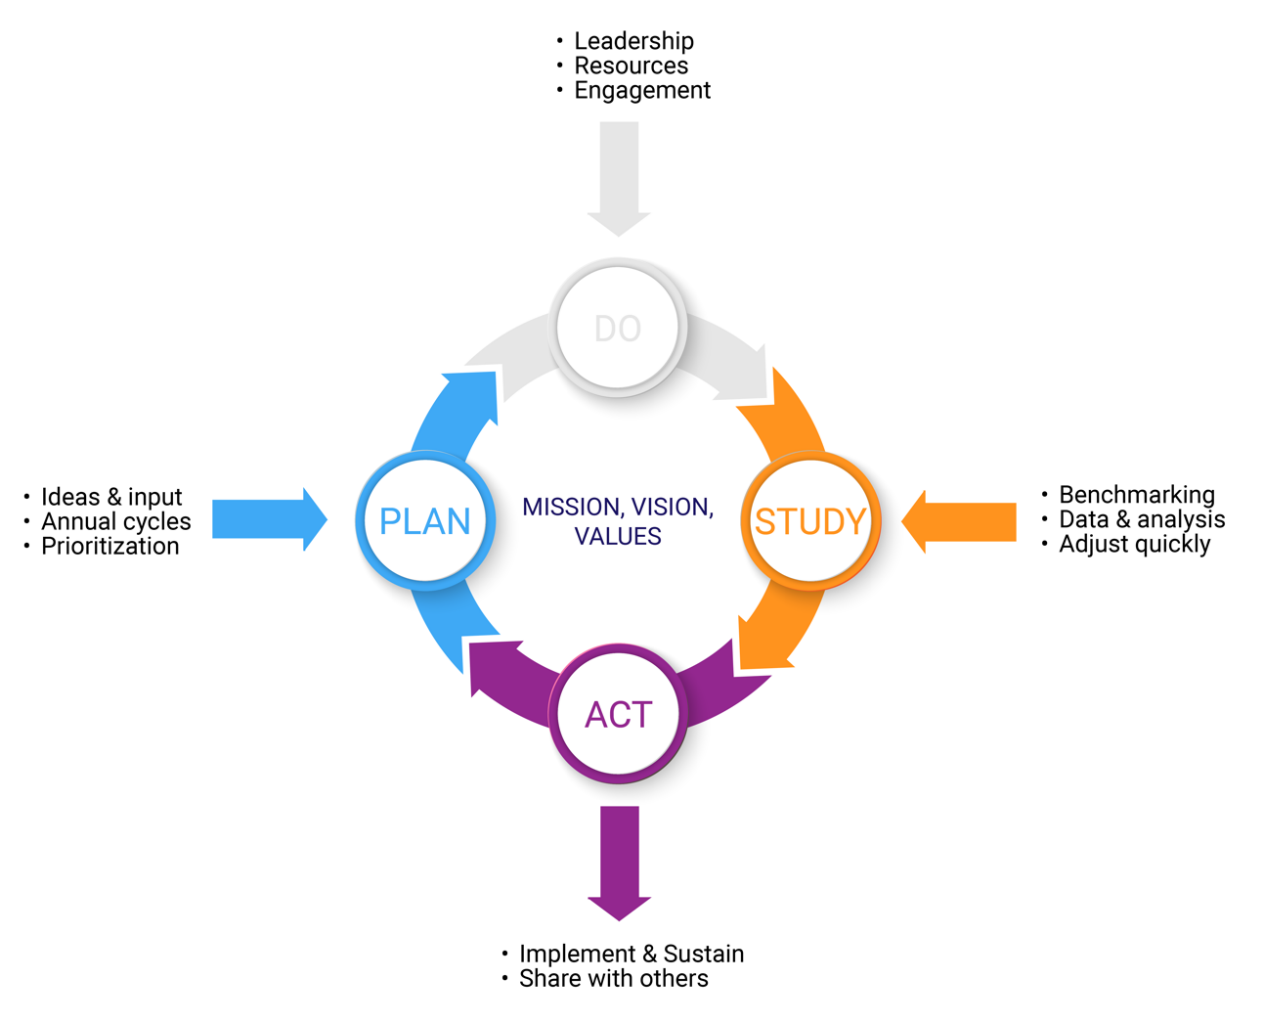 • Leadership
• Resources
• Engagement
DO
• Ideas & input
• Annual cycles
• Prioritization
PLAN
MISSION, VISION,
VALUES
STUDY
• Benchmarking
• Data & analysis
• Adjust quickly
ACT
• Implement & Sustain
• Share with others